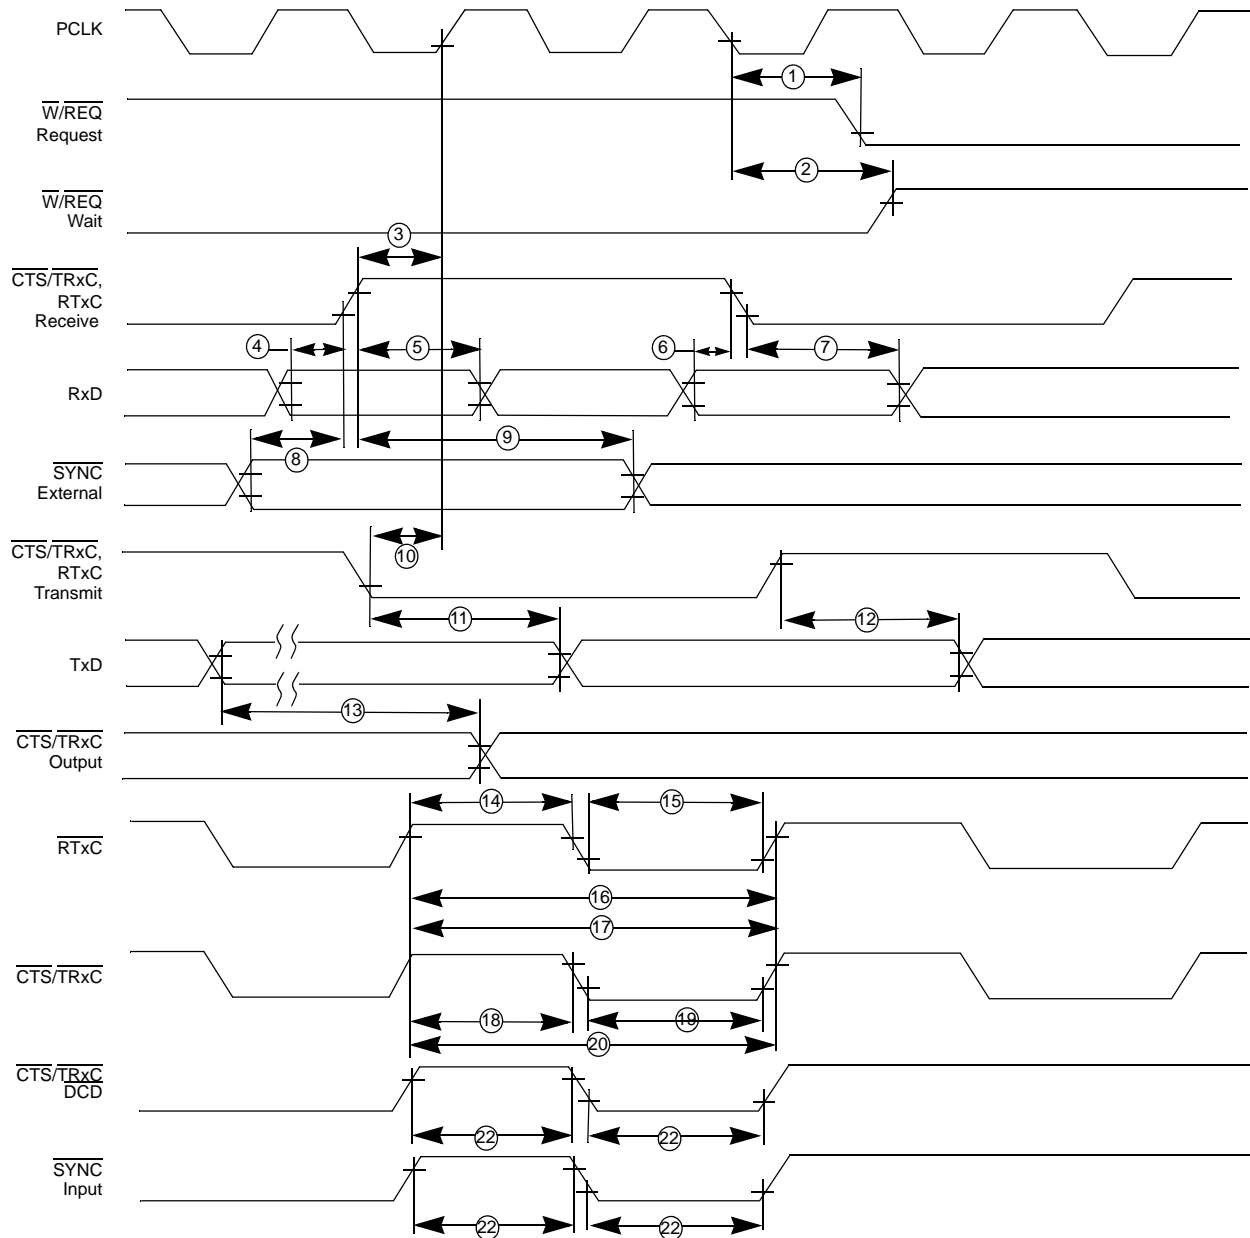 PCLK
1
W/REQ
Request
2
W/REQ
Wait
3
CTS/TRxC,
RTxC
Receive
4
5
6
7
RxD
8
9
SYNC
External
10
CTS/TRxC,
RTxC
Transmit
11
12
TxD
13
CTS/TRxC
Output
14
15
RTxC
16
17
CTS/TRxC
18
19
20
CTS/TRxC
DCD
22
22
SYNC
Input
22
22